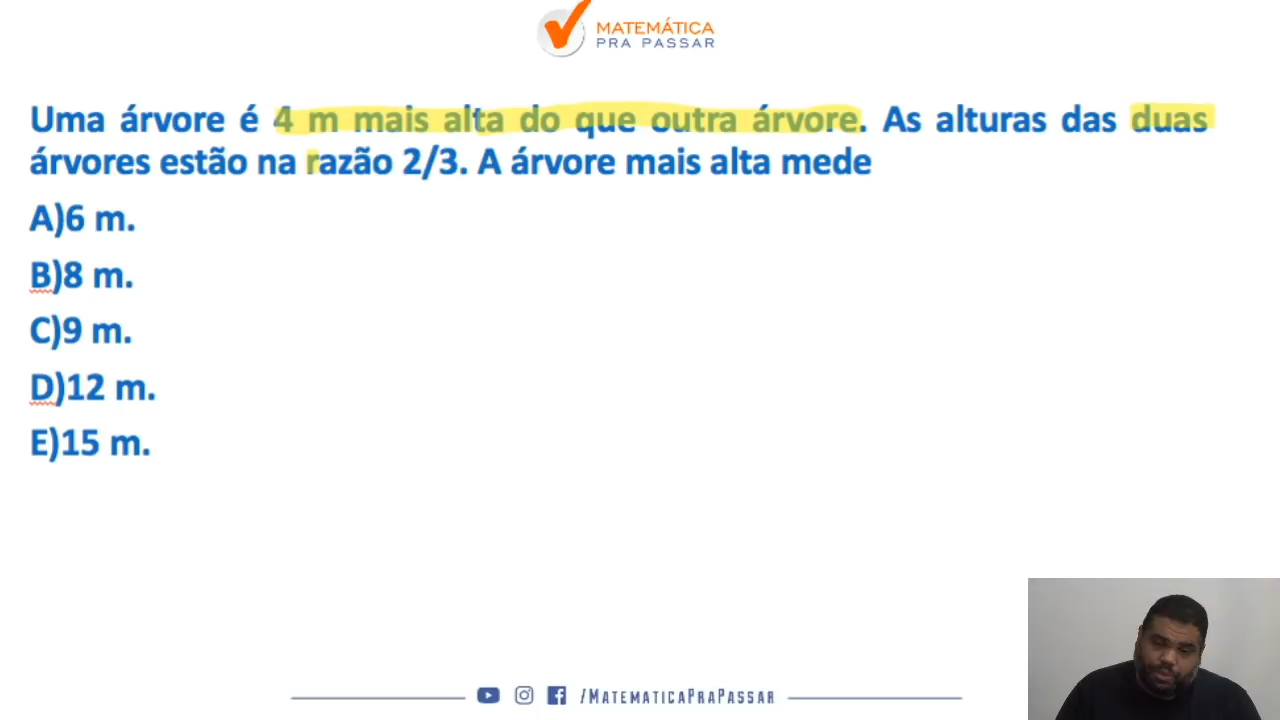 MATEMÁTICA
PRA PASSAR
Uma árvore é 4 m mais alta do que outra árvore. As alturas das duas
árvores estão na razão 2/3. A árvore mais alta mede
A)6 m.
B)8 m.
C)9 m.
D)12 m.
E)15 m.
/MATEMATICAPRAPASSAR